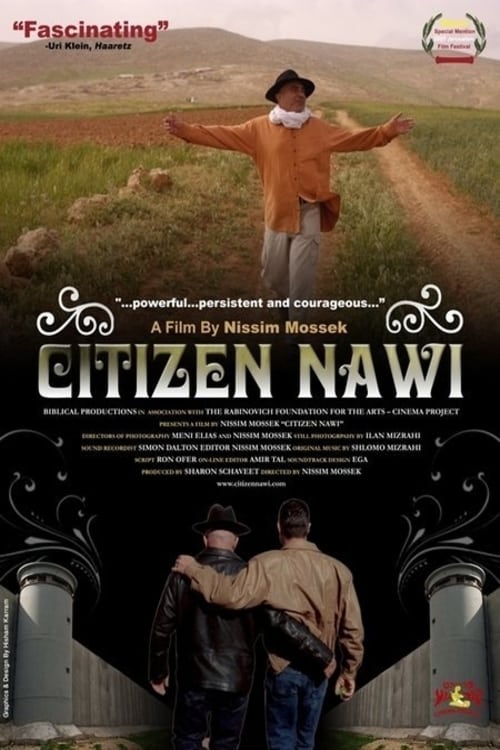 “Fascinating”
-Uri Klein, Haaretz
Special Mention
Film Festival
"...powerful...persistent and courageous..."
A Film By Nissim Mossek
CITIZEN NAWI
BIBLICAL PRODUCTIONS IN ASSOCIATION WITH THE RABINOVICH FOUNDATION FOR THE ARTS – CINEMA PROJECT
PRESENTS A FILM BY NISSIM MOSSEK "CITIZEN NAWI"
DIRECTORS OF PHOTOGRAPHY MENI ELIAS AND NISSIM MOSSEK STILL PHOTOGRPAHY BY ILAN MIZRAHI
SOUND RECORDIST SIMON DALTON EDITOR NISSIM MOSSEK ORIGINAL MUSIC BY SHLOMO MIZRAHI
SCRIPT RON OFER ON-LINE EDITOR AMIR TAL SOUNDTRACK DESIGN EGA
PRODUCED BY SHARON SCHAVEET DIRECTED BY NISSIM MOSSEK
www.citizennawi.com
Graphics & Design By Hisham Karram